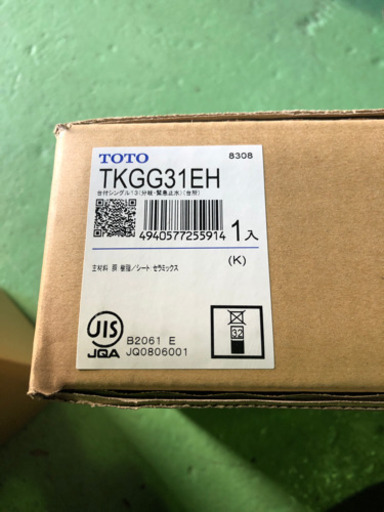 TOTO
8308
TKGG31EH
台付シングル13(分岐・緊急止水)(台所)
4940577255914
1入
(K)
主材料 銅 樹脂/シート セラミックス
JIS
JQA
B2061 E
JQ0806001
32